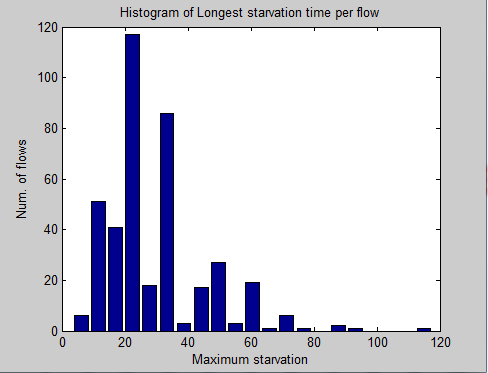 Histogram of Longest starvation time per flow
120
100
80
60
40
20
0
Num. of flows
0 20 40 60 80 100 120
Maximum starvation